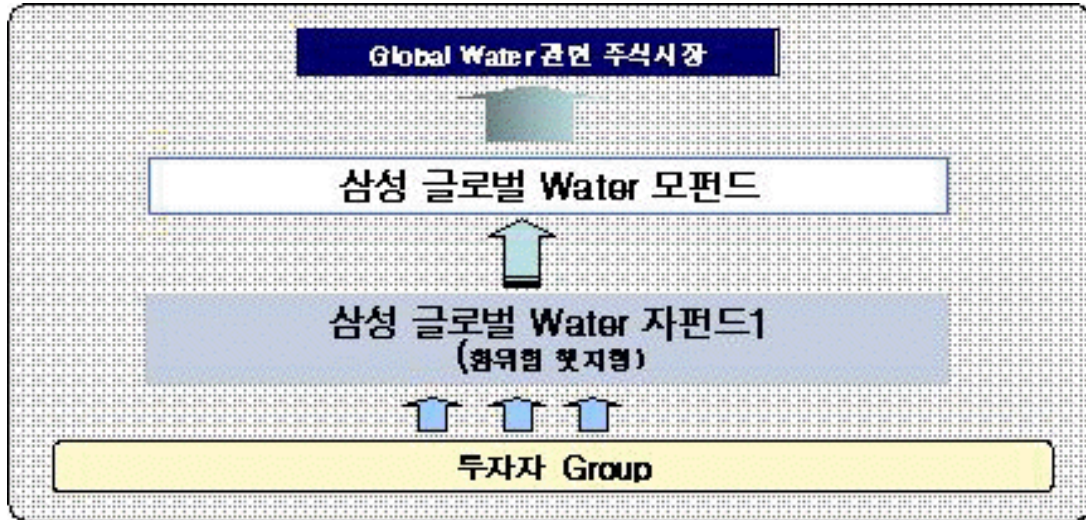 Global Water관련 주식시장
삼성 글로벌 Water 모펀드
삼성 글로벌 Water 자펀드1
(환위험 헷지형)
투자자 Group